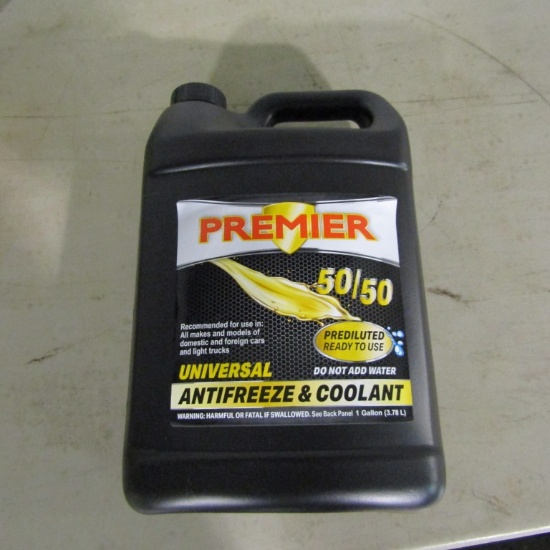 PREMIER
50/50
Recommended for use in:
All makes and models of
domestic and foreign cars
and light trucks
PREDILUTED
READY TO USE
UNIVERSAL
DO NOT ADD WATER
ANTIFREEZE & COOLANT
WARNING: HARMFUL OR FATAL IF SWALLOWED. See Back Panel 1 Gallon (3.78 L)